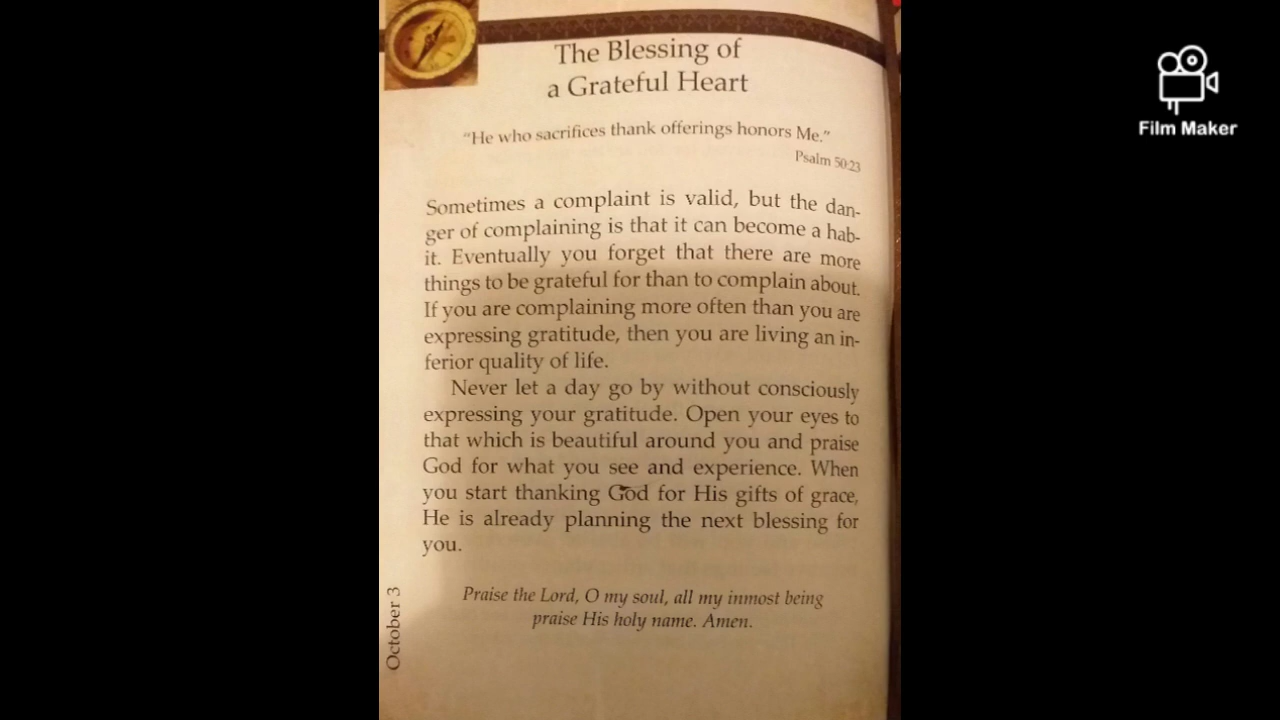 The Blessing of
a Grateful Heart
"He who sacrifices thank offerings honors Me."
Psalm 50:23
Sometimes a complaint is valid, but the dan-
ger of complaining is that it can become a hab-
it. Eventually you forget that there are more
things to be grateful for than to complain about.
If you are complaining more often than you are
expressing gratitude, then you are living an in-
ferior quality of life.
Never let a day go by without consciously
expressing your gratitude. Open your eyes to
that which is beautiful around you and praise
God for what you see and experience. When
you start thanking God for His gifts of grace,
He is already planning the next blessing for
you.
Praise the Lord, O my soul, all my inmost being
praise His holy name. Amen.
October 3
Film Maker